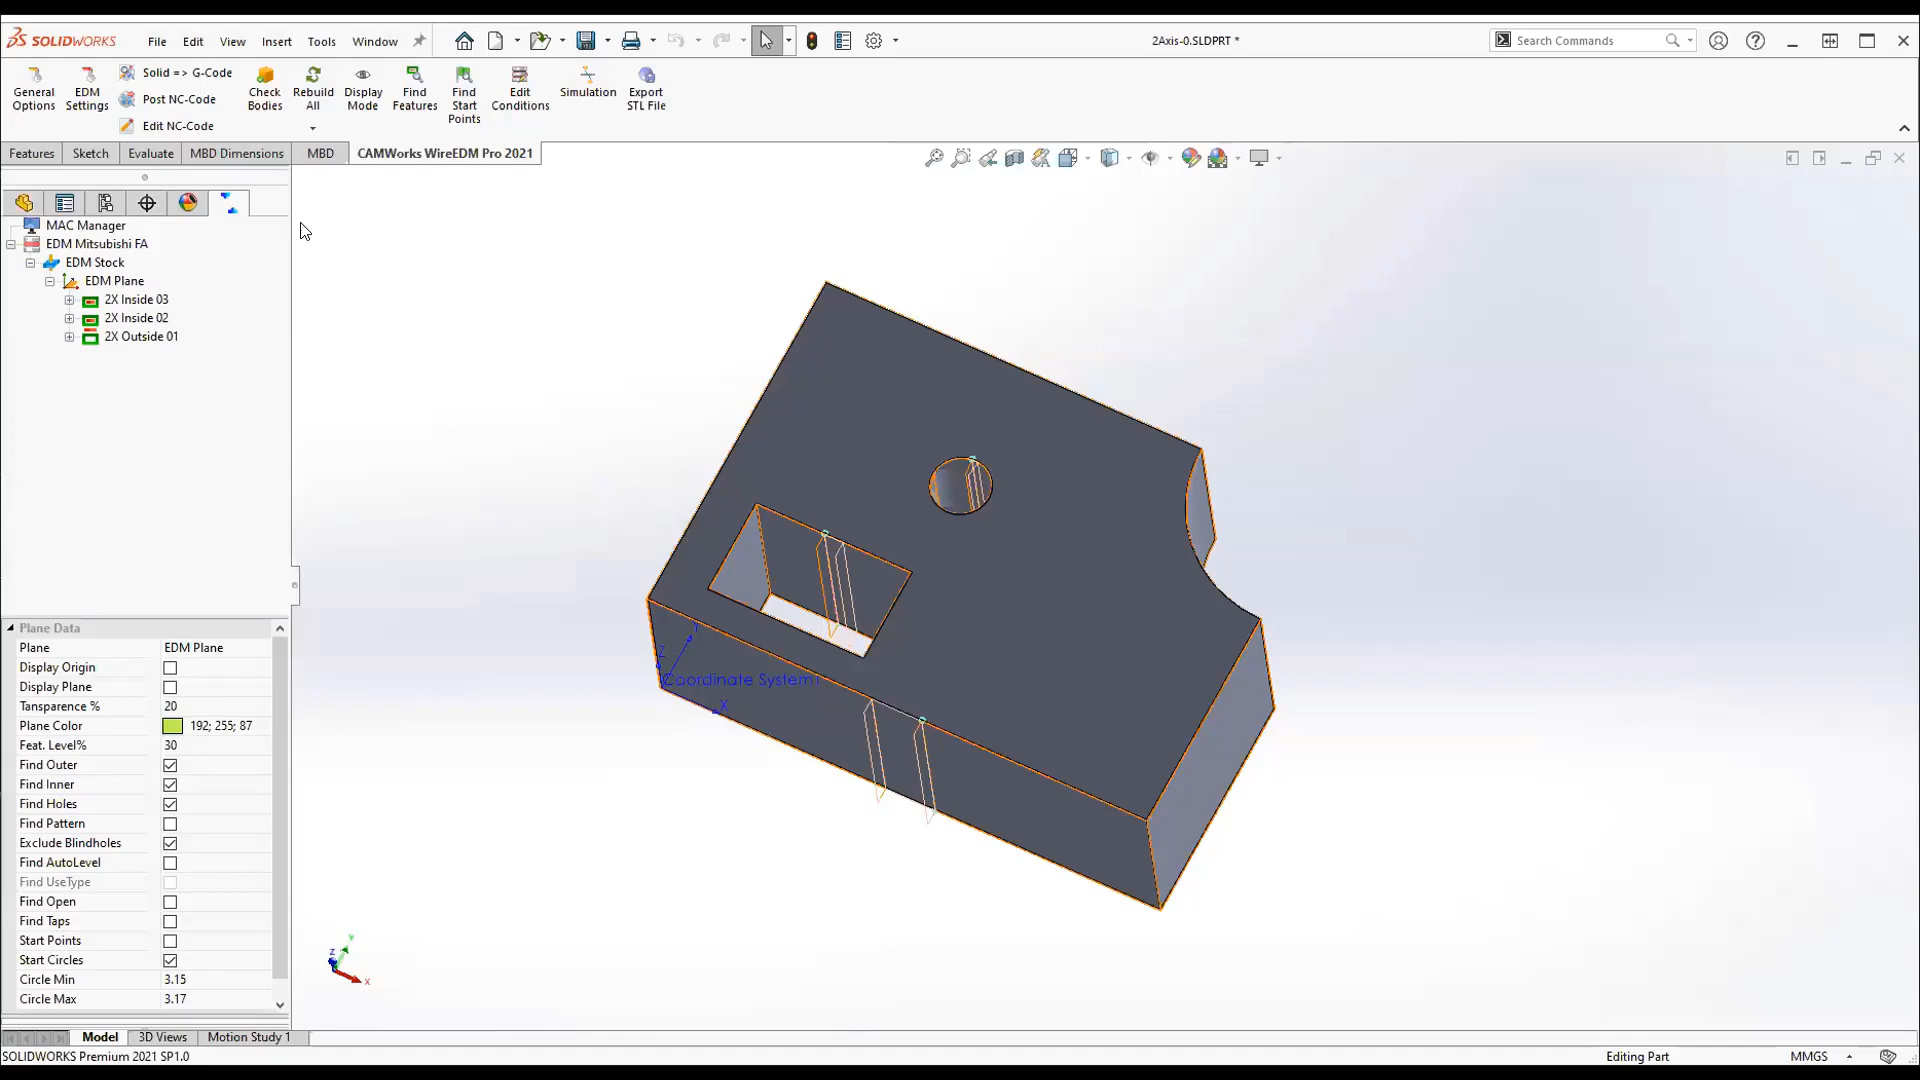 SOLIDWORKS File Edit View Insert Tools Window 2Axis-0.SLDPRT * Search Commands
General Options
EDM Settings
Solid => G-Code
Post NC-Code
Edit NC-Code
Check Bodies
Rebuild All
Display Mode
Find Features
Find Start Points
Edit Conditions
Simulation
Export STL File
Features Sketch Evaluate MBD Dimensions MBD CAMWorks WireEDM Pro 2021
MAC Manager
EDM Mitsubishi FA
EDM Stock
EDM Plane
2X Inside 03
2X Inside 02
2X Outside 01
Y
Z
Coordinate System1
X
Plane Data
Plane EDM Plane
Display Origin
Display Plane
Tansparence % 20
Plane Color 192; 255; 87
Feat. Level% 30
Find Outer
Find Inner
Find Holes
Find Pattern
Exclude Blindholes
Find AutoLevel
Find UseType
Find Open
Find Taps
Start Points
Start Circles
Circle Min 3.15
Circle Max 3.17
Y
Z
X
Model 3D Views Motion Study 1
SOLIDWORKS Premium 2021 SP1.0 Editing Part MMGS